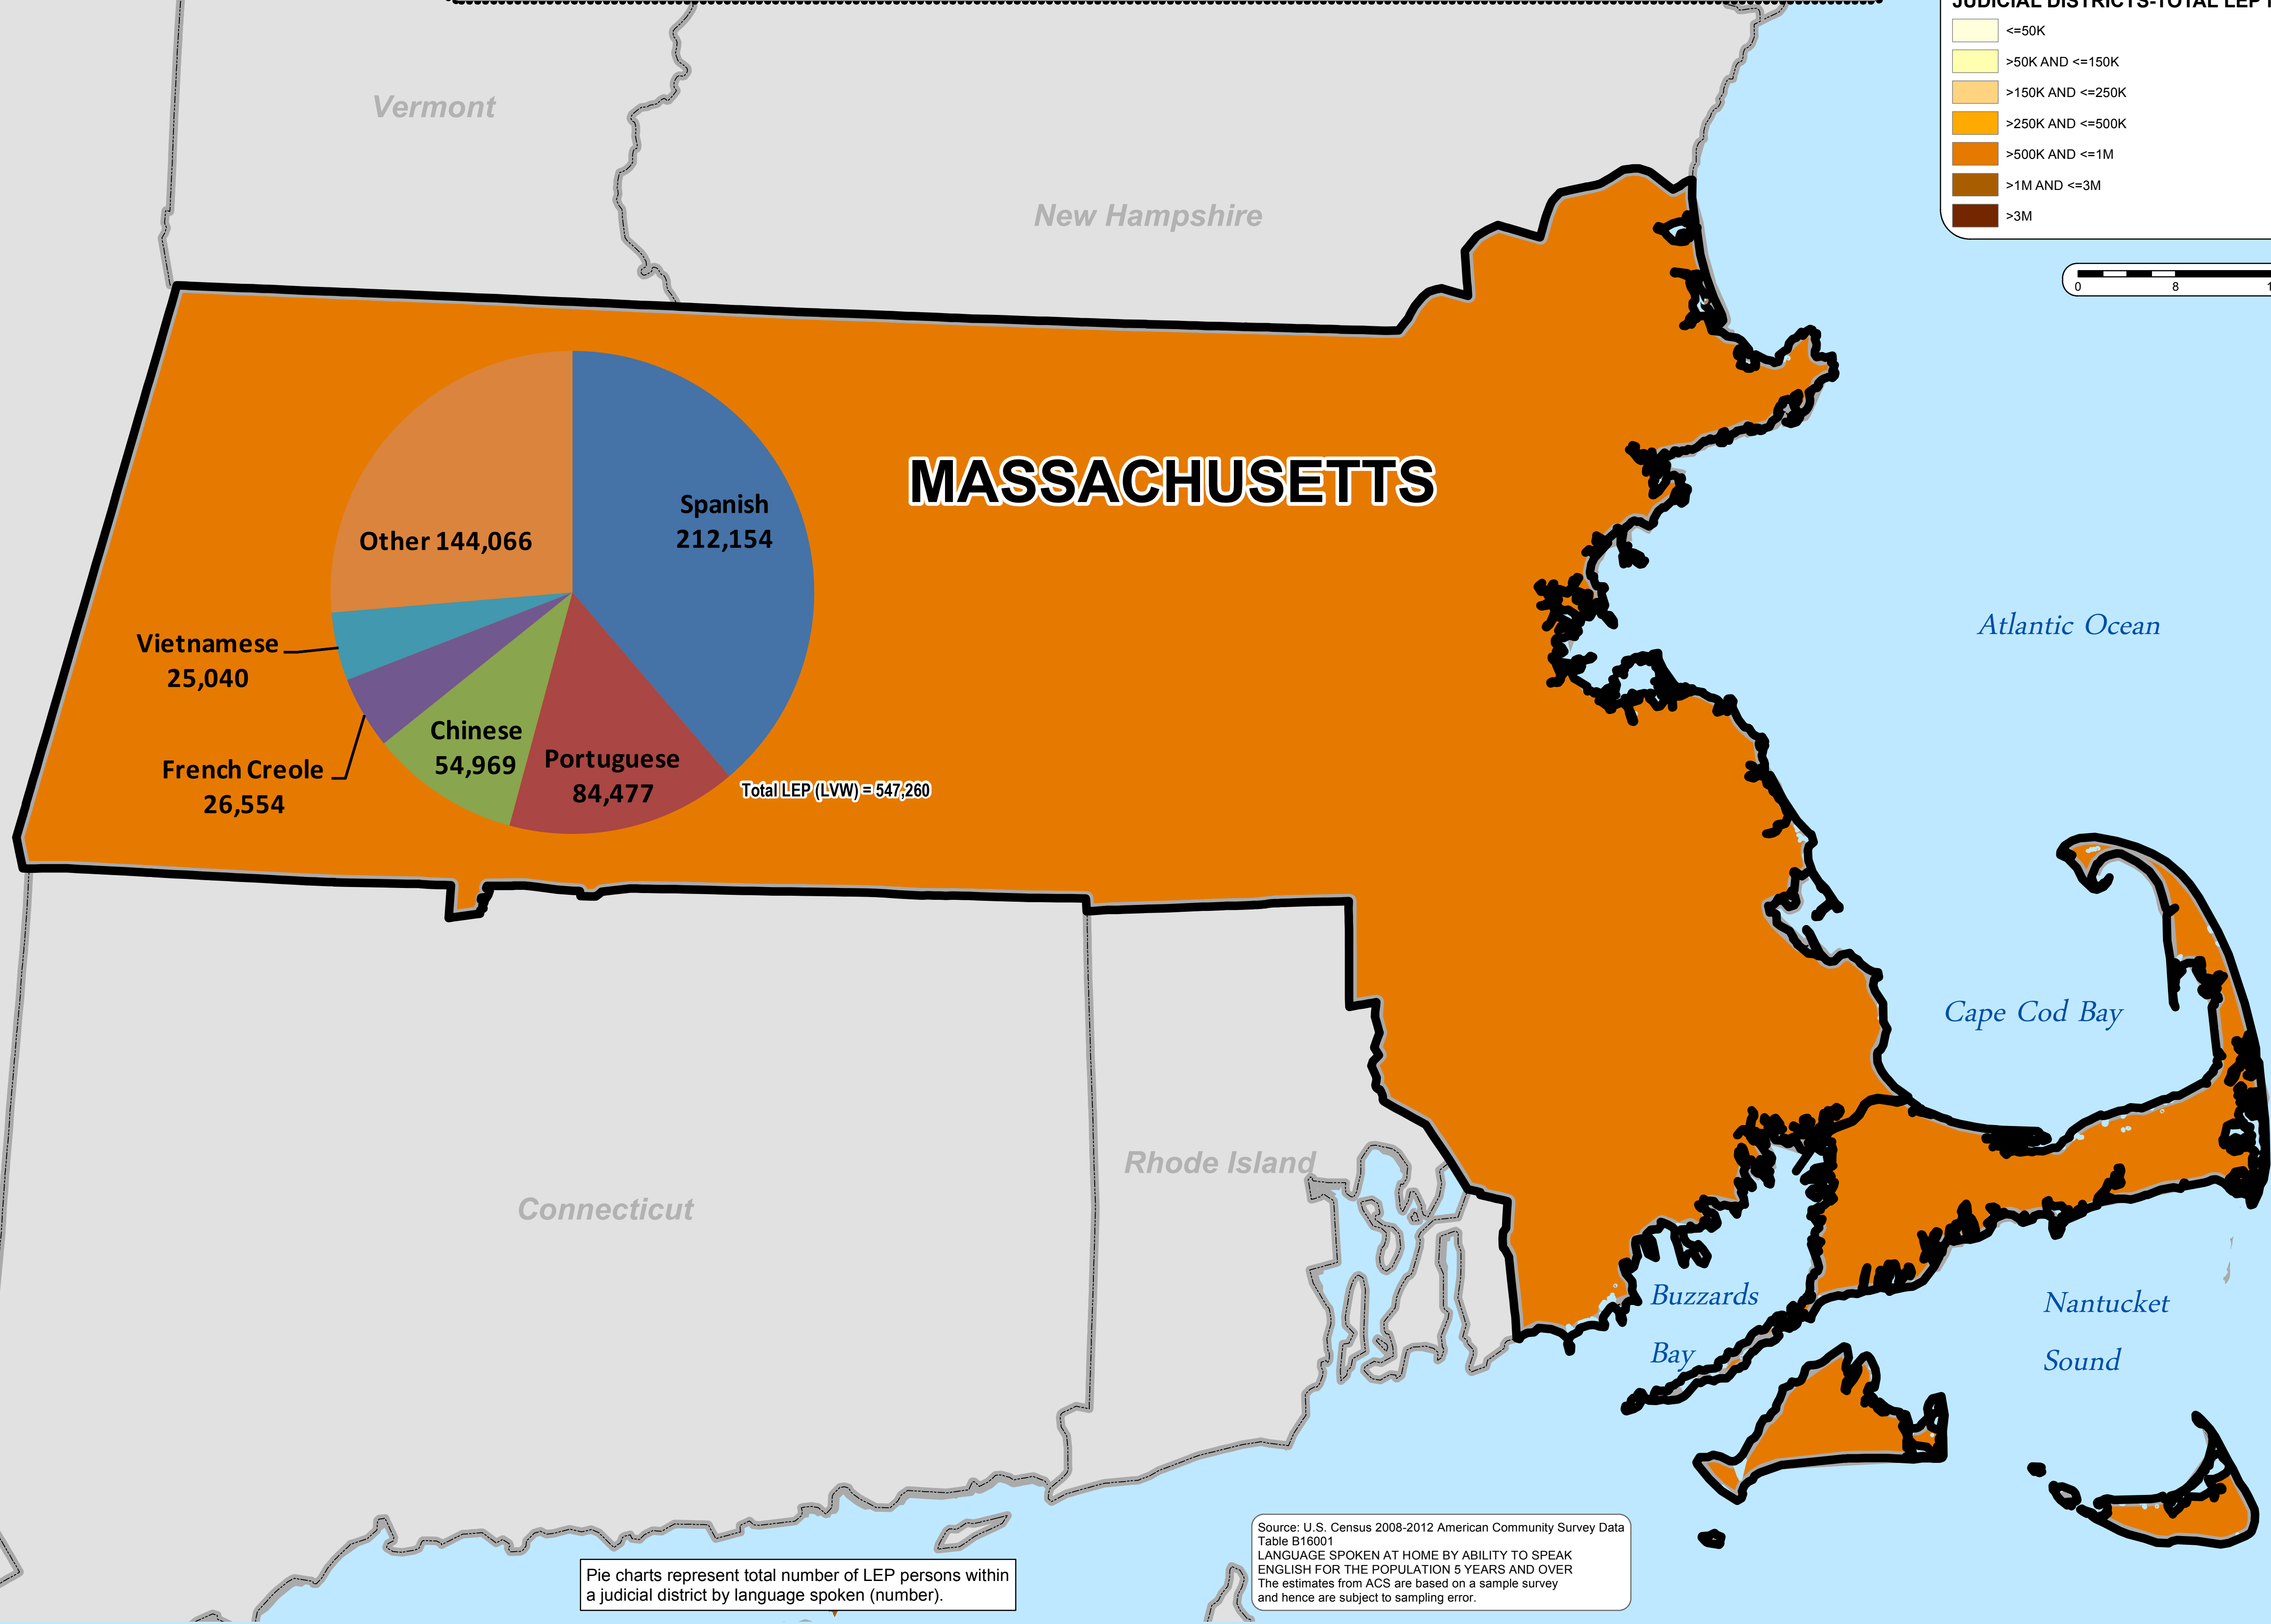 JUDICIAL DISTRICTS-TOTAL LEP
<=50K
>50K AND <=150K
>150K AND <=250K
>250K AND <=500K
>500K AND <=1M
>1M AND <=3M
>3M
0 8
Vermont
New Hampshire
MASSACHUSETTS
Spanish
212,154
Other 144,066
Vietnamese
25,040
French Creole
26,554
Chinese
54,969
Portuguese
84,477
Total LEP (LVW) = 547,260
Atlantic Ocean
Cape Cod Bay
Rhode Island
Connecticut
Buzzards
Bay
Nantucket
Sound
Source: U.S. Census 2008-2012 American Community Survey Data
Table B16001
LANGUAGE SPOKEN AT HOME BY ABILITY TO SPEAK
ENGLISH FOR THE POPULATION 5 YEARS AND OVER
The estimates from ACS are based on a sample survey
and hence are subject to sampling error.
Pie charts represent total number of LEP persons within
a judicial district by language spoken (number).